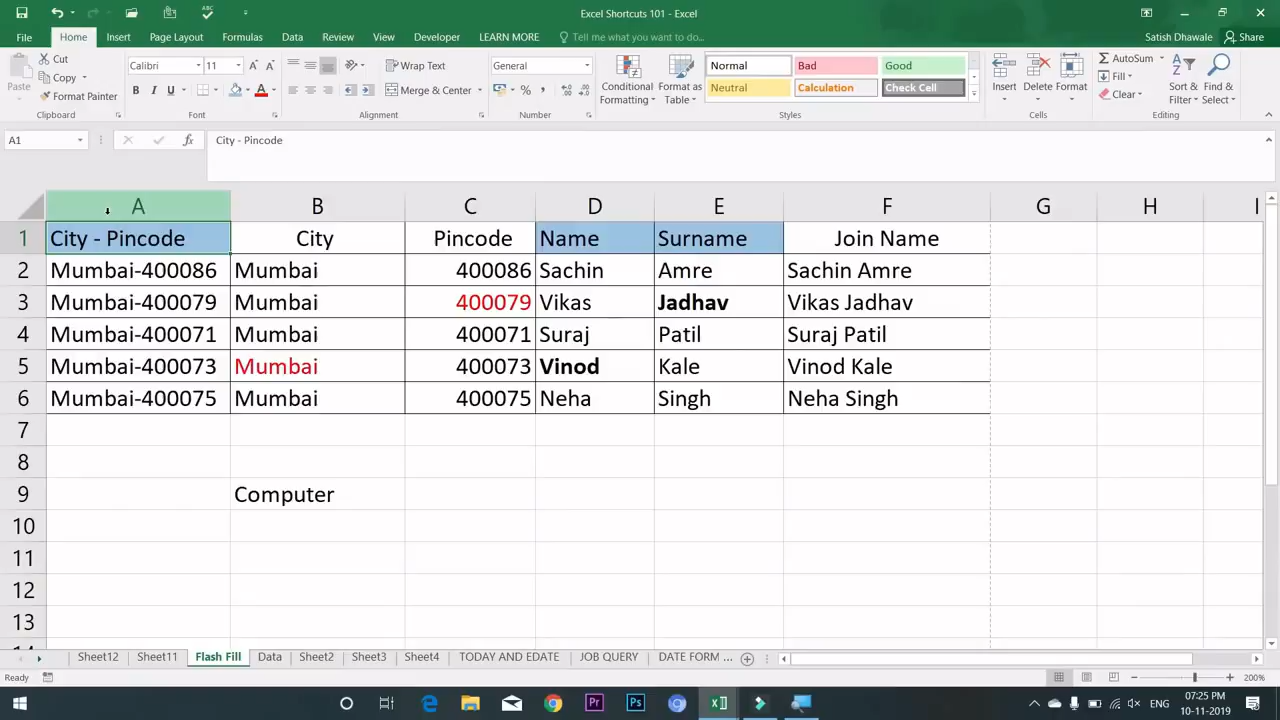 Excel Shortcuts 101 - Excel
File Home Insert Page Layout Formulas Data Review View Developer LEARN MORE Tell me what you want to do... Satish Dhawale Share
Paste
Cut
Copy
Format Painter
Clipboard
Calibri 11
B I U
Font
Wrap Text
Merge & Center
Alignment
General
%
Number
Conditional Formatting
Format as Table
Normal Bad Good
Neutral Calculation Check Cell
Styles
Insert Delete Format
Cells
AutoSum
Fill
Clear
Sort & Filter
Find & Select
Editing
A1 fx City - Pincode
A B C D E F G H I
1 City - Pincode City Pincode Name Surname Join Name
2 Mumbai-400086 Mumbai 400086 Sachin Amre Sachin Amre
3 Mumbai-400079 Mumbai 400079 Vikas Jadhav Vikas Jadhav
4 Mumbai-400071 Mumbai 400071 Suraj Patil Suraj Patil
5 Mumbai-400073 Mumbai 400073 Vinod Kale Vinod Kale
6 Mumbai-400075 Mumbai 400075 Neha Singh Neha Singh
7
8
9 Computer
10
11
12
13
14
Sheet12 Sheet11 Flash Fill Data Sheet2 Sheet3 Sheet4 TODAY AND EDATE JOB QUERY DATE FORM ...
Ready 200%
Pr Ps ENG 07:25 PM
10-11-2019